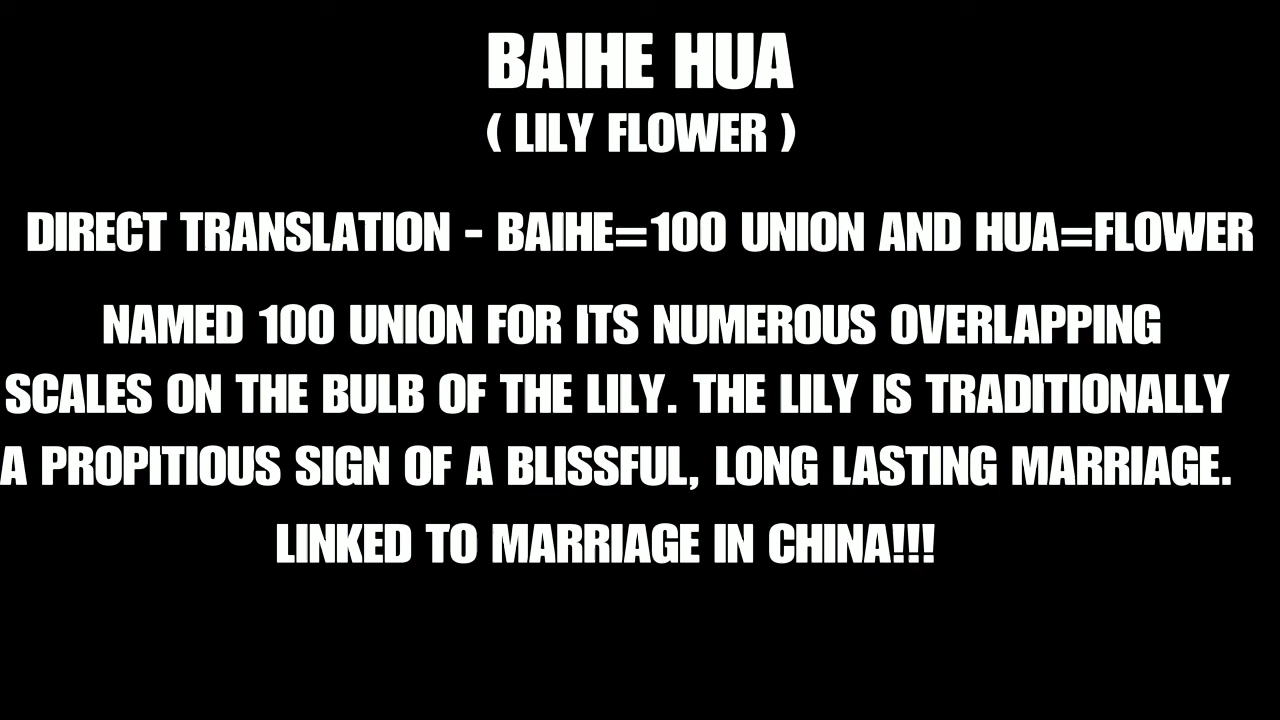 BAIHE HUA
( LILY FLOWER )
DIRECT TRANSLATION - BAIHE=100 UNION AND HUA=FLOWER
NAMED 100 UNION FOR ITS NUMEROUS OVERLAPPING
SCALES ON THE BULB OF THE LILY. THE LILY IS TRADITIONALLY
A PROPITIOUS SIGN OF A BLISSFUL, LONG LASTING MARRIAGE.
LINKED TO MARRIAGE IN CHINA!!!